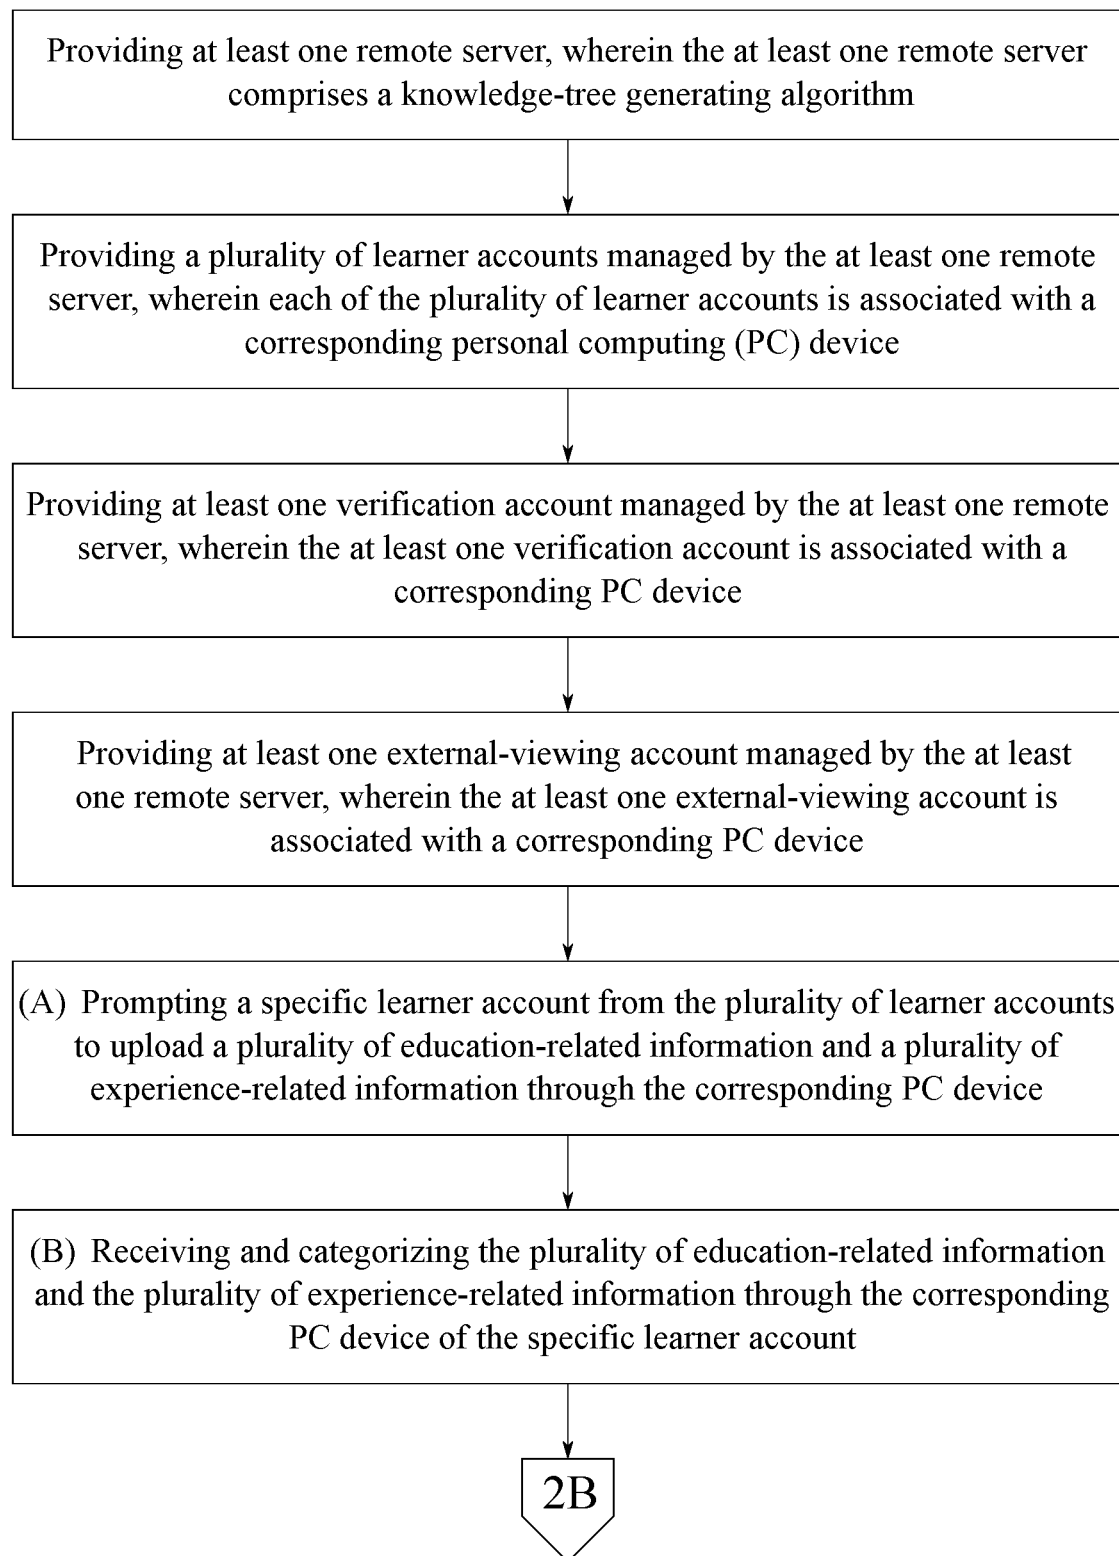 Providing at least one remote server, wherein the at least one remote server
comprises a knowledge-tree generating algorithm
Providing a plurality of learner accounts managed by the at least one remote
server, wherein each of the plurality of learner accounts is associated with a
corresponding personal computing (PC) device
Providing at least one verification account managed by the at least one remote
server, wherein the at least one verification account is associated with a
corresponding PC device
Providing at least one external-viewing account managed by the at least
one remote server, wherein the at least one external-viewing account is
associated with a corresponding PC device
(A) Prompting a specific learner account from the plurality of learner accounts
to upload a plurality of education-related information and a plurality of
experience-related information through the corresponding PC device
(B) Receiving and categorizing the plurality of education-related information
and the plurality of experience-related information through the corresponding
PC device of the specific learner account
2B